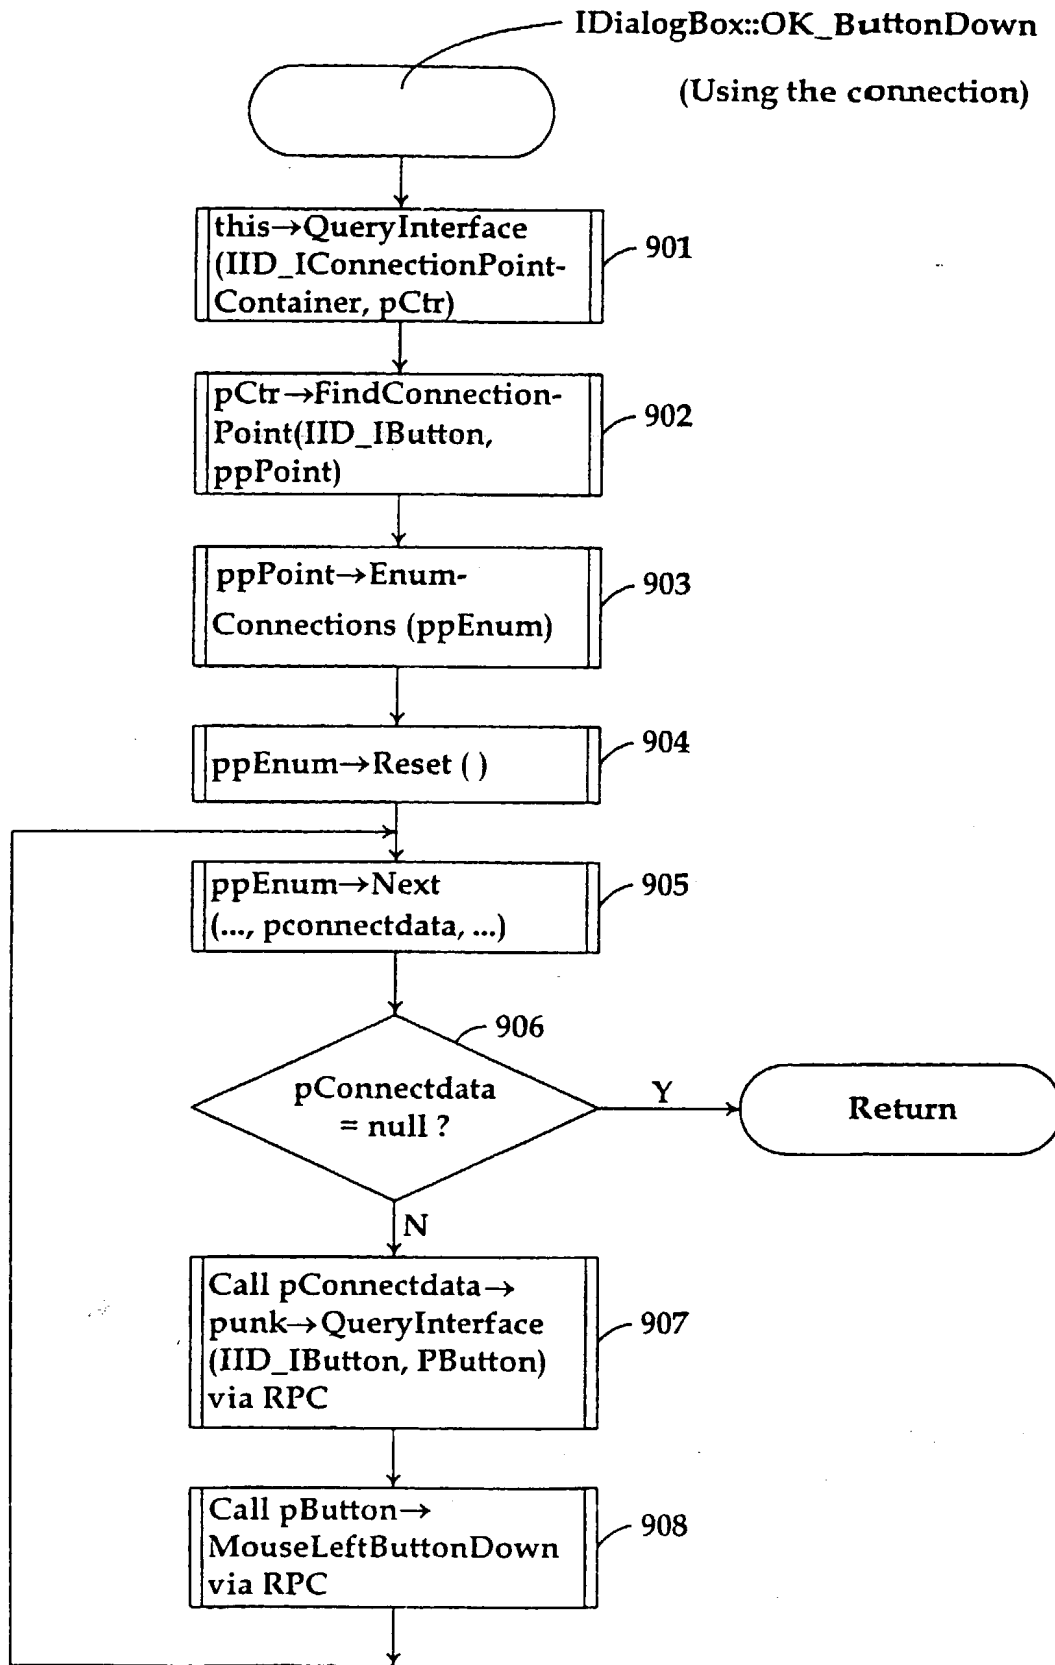 IDialogBox::OK_ButtonDown
(Using the connection)
this→QueryInterface
(IID_IConnectionPoint-
Container, pCtr)
901
pCtr→FindConnection-
Point(IID_IButton,
ppPoint)
902
ppPoint→Enum-
Connections (ppEnum)
903
ppEnum→Reset ( )
904
ppEnum→Next
(..., pconnectdata, ...)
905
906
pConnectdata
= null ?
Y
Return
N
Call pConnectdata→
punk→QueryInterface
(IID_IButton, PButton)
via RPC
907
Call pButton→
MouseLeftButtonDown
via RPC
908